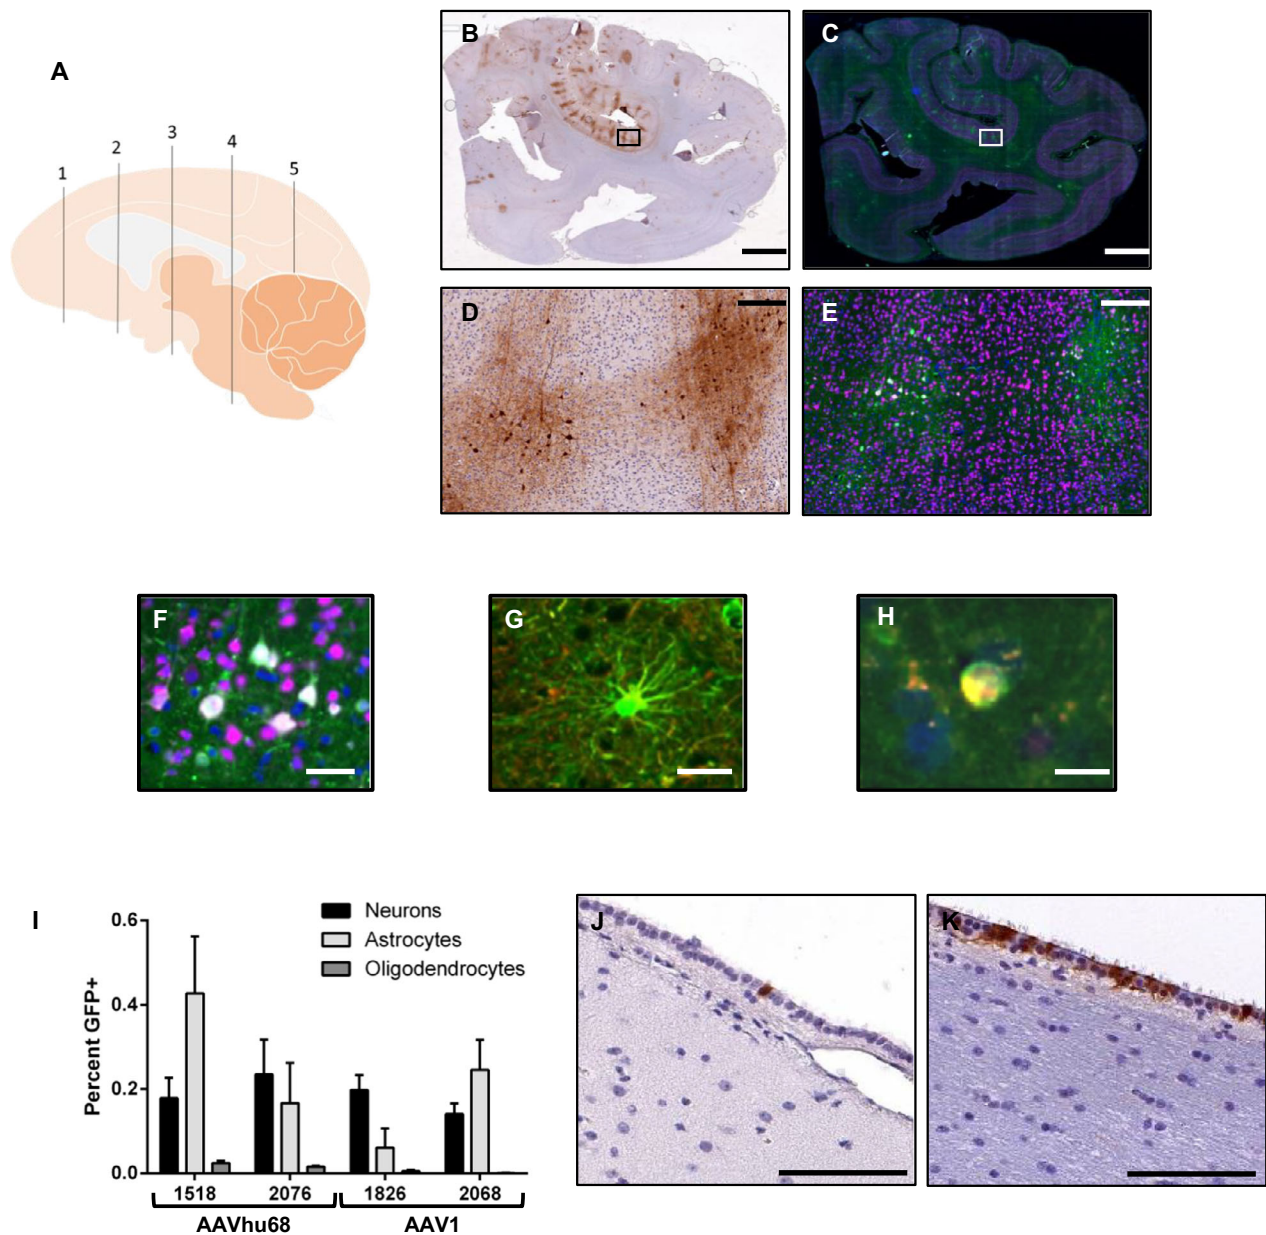 A
1
2
3
4
5
B
C
D
E
F
G
H
I
Percent GFP+
0.6
0.4
0.2
0.0
Neurons
Astrocytes
Oligodendrocytes
1518
2076
1826
2068
AAVhu68
AAV1
J
K